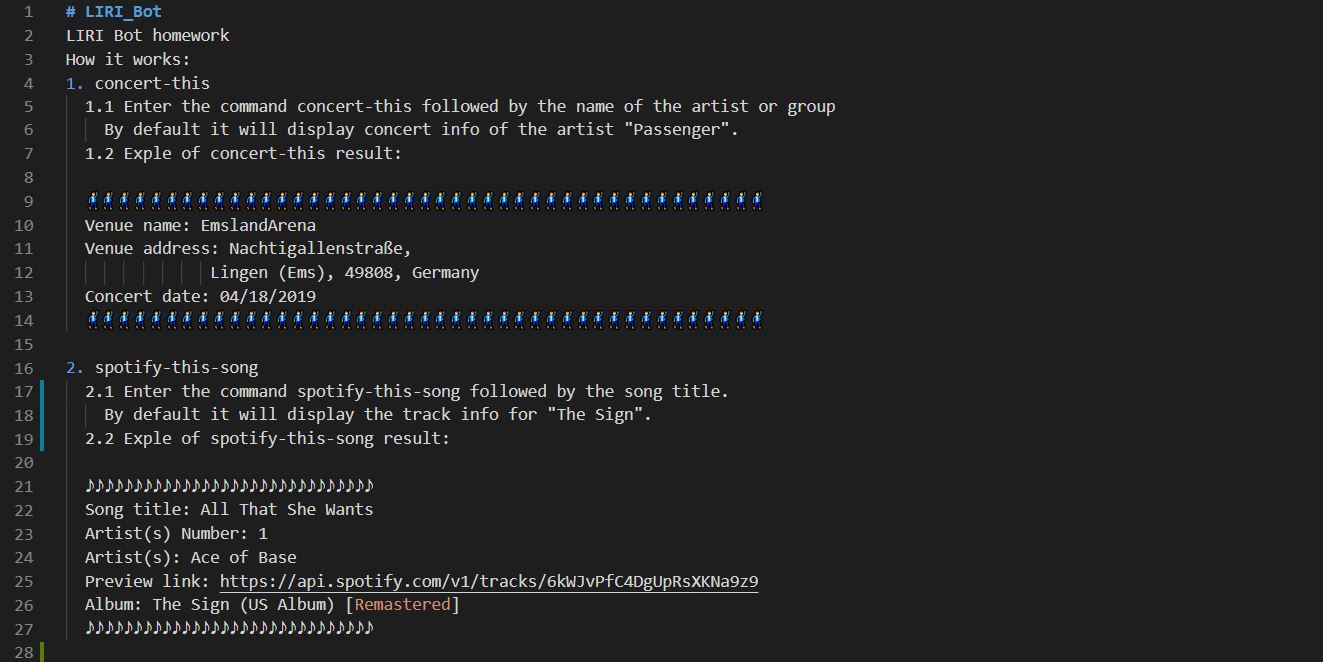 1 # LIRI_Bot
2 LIRI Bot homework
3 How it works:
4 1. concert-this
5 1.1 Enter the command concert-this followed by the name of the artist or group
6 By default it will display concert info of the artist "Passenger".
7 1.2 Exple of concert-this result:
8
9
10 Venue name: EmslandArena
11 Venue address: Nachtigallenstraße,
12 Lingen (Ems), 49808, Germany
13 Concert date: 04/18/2019
14
15
16 2. spotify-this-song
17 2.1 Enter the command spotify-this-song followed by the song title.
18 By default it will display the track info for "The Sign".
19 2.2 Exple of spotify-this-song result:
20
21 ♪♪♪♪♪♪♪♪♪♪♪♪♪♪♪♪♪♪♪♪♪♪♪♪♪♪♪♪♪♪
22 Song title: All That She Wants
23 Artist(s) Number: 1
24 Artist(s): Ace of Base
25 Preview link: https://api.spotify.com/v1/tracks/6kWJvPfC4DgUpRsXKNa9z9
26 Album: The Sign (US Album) [Remastered]
27 ♪♪♪♪♪♪♪♪♪♪♪♪♪♪♪♪♪♪♪♪♪♪♪♪♪♪♪♪♪♪
28